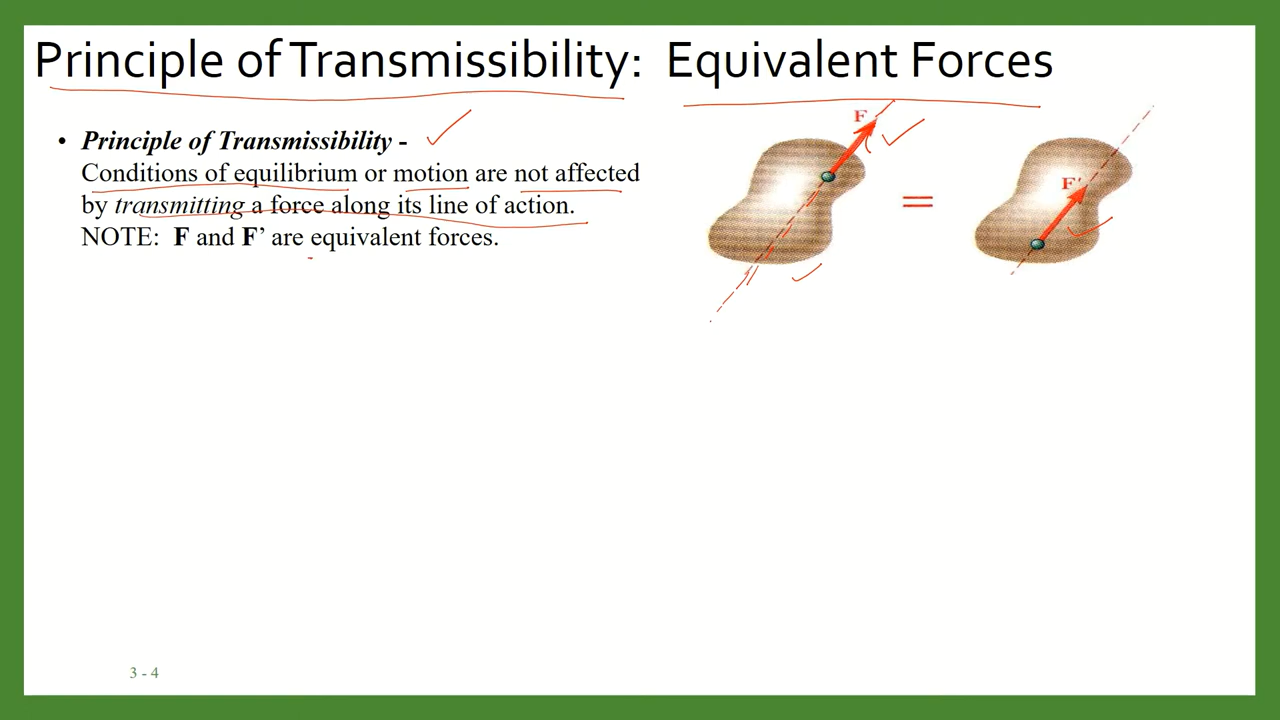 Principle of Transmissibility: Equivalent Forces
• Principle of Transmissibility -
Conditions of equilibrium or motion are not affected
by transmitting a force along its line of action.
NOTE: F and F’ are equivalent forces.
F
=
F'
3 - 4